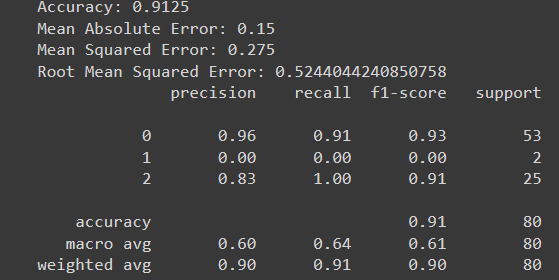 Accuracy: 0.9125
Mean Absolute Error: 0.15
Mean Squared Error: 0.275
Root Mean Squared Error: 0.5244044240850758
precision recall f1-score support
0 0.96 0.91 0.93 53
1 0.00 0.00 0.00 2
2 0.83 1.00 0.91 25
accuracy 0.91 80
macro avg 0.60 0.64 0.61 80
weighted avg 0.90 0.91 0.90 80